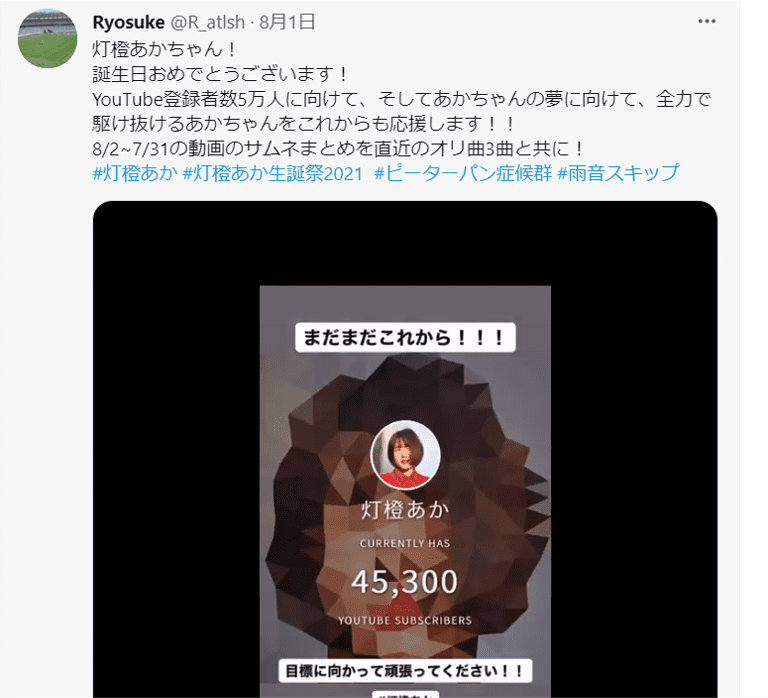 Ryosuke @R_atlsh · 8月1日
灯橙あかちゃん！
誕生日おめでとうございます！
YouTube登録者数5万人に向けて、そしてあかちゃんの夢に向けて、全力で
駆け抜けるあかちゃんをこれからも応援します！！
8/2~7/31の動画のサムネまとめを直近のオリ曲3曲と共に！
#灯橙あか #灯橙あか生誕祭2021 #ピーターパン症候群 #雨音スキップ
まだまだこれから！！！
灯橙あか
CURRENTLY HAS
45,300
YOUTUBE SUBSCRIBERS
目標に向かって頑張ってください！！